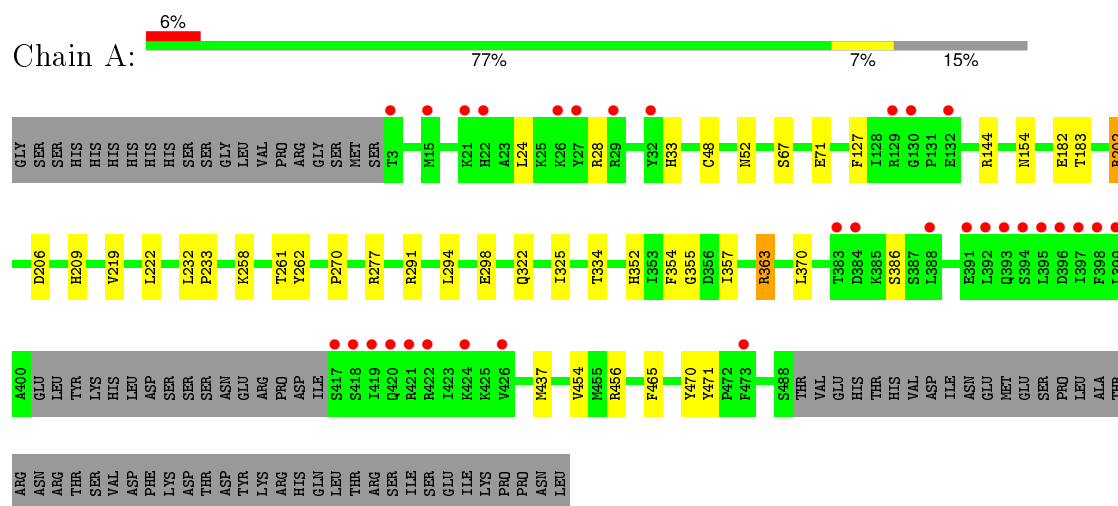 6%
Chain A:
77% 7% 15%
GLY SER SER HIS HIS HIS HIS HIS HIS SER SER GLY LEU VAL PRO ARG GLY SER MET SER T3 M15 K21 H22 A23 L24 K25 K26 Y27 R28 R29 Y32 H33 C48 N52 S67 E71 F127 I128 R129 G130 P131 E132 R144 N154 E182 T183
D206 H209 V219 L222 L232 P233 K258 T261 Y262 P270 R277 R291 L294 E298 Q322 I325 T334 H352 I353 F354 G355 D356 I357 R363 L370 T383 D384 K385 S386 S387 L388 E391 L392 Q393 S394 L395 D396 I397 F398
A400 GLU LEU TYR LYS HIS LEU ASP SER SER SER ASN GLU ARG PRO ASP ILE S417 S418 I419 Q420 R421 R422 I423 K424 K425 V426 M437 V454 M455 R456 F465 Y470 Y471 P472 F473 S488 THR VAL GLU HIS THR HIS VAL ASP ILE ASN GLU MET GLU SER PRO LEU ALA
ARG ASN ARG THR SER VAL ASP PHE LYS ASP THR ASP TYR LYS ARG HIS GLN LEU THR ARG SER ILE SER GLU ILE LYS PRO PRO ASN LEU